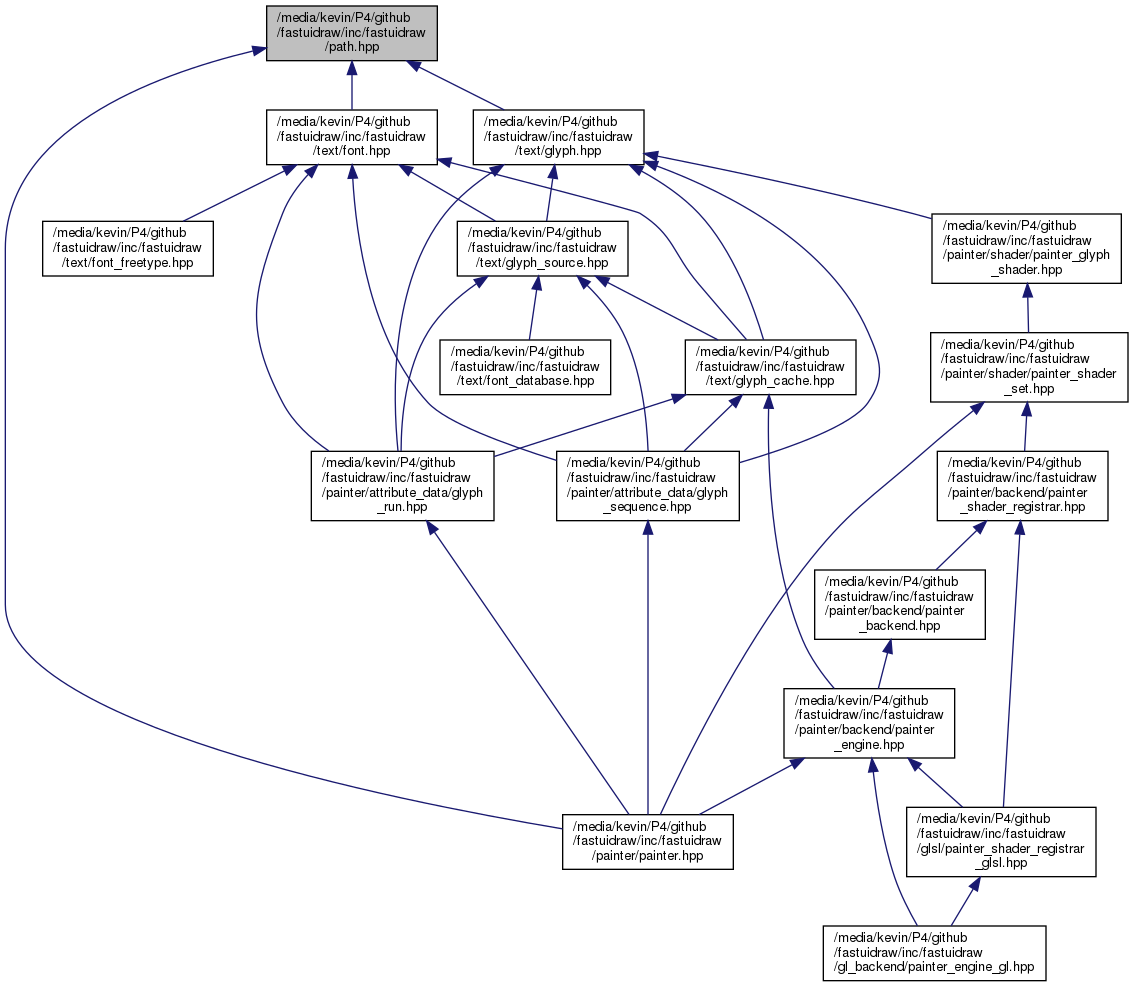 /media/kevin/P4/github
/fastuidraw/inc/fastuidraw
/path.hpp
/media/kevin/P4/github
/fastuidraw/inc/fastuidraw
/text/font.hpp
/media/kevin/P4/github
/fastuidraw/inc/fastuidraw
/text/glyph.hpp
/media/kevin/P4/github
/fastuidraw/inc/fastuidraw
/text/font_freetype.hpp
/media/kevin/P4/github
/fastuidraw/inc/fastuidraw
/text/glyph_source.hpp
/media/kevin/P4/github
/fastuidraw/inc/fastuidraw
/painter/shader/painter_glyph
_shader.hpp
/media/kevin/P4/github
/fastuidraw/inc/fastuidraw
/text/font_database.hpp
/media/kevin/P4/github
/fastuidraw/inc/fastuidraw
/text/glyph_cache.hpp
/media/kevin/P4/github
/fastuidraw/inc/fastuidraw
/painter/shader/painter_shader
_set.hpp
/media/kevin/P4/github
/fastuidraw/inc/fastuidraw
/painter/attribute_data/glyph
_run.hpp
/media/kevin/P4/github
/fastuidraw/inc/fastuidraw
/painter/attribute_data/glyph
_sequence.hpp
/media/kevin/P4/github
/fastuidraw/inc/fastuidraw
/painter/backend/painter
_shader_registrar.hpp
/media/kevin/P4/github
/fastuidraw/inc/fastuidraw
/painter/backend/painter
_backend.hpp
/media/kevin/P4/github
/fastuidraw/inc/fastuidraw
/painter/backend/painter
_engine.hpp
/media/kevin/P4/github
/fastuidraw/inc/fastuidraw
/painter/painter.hpp
/media/kevin/P4/github
/fastuidraw/inc/fastuidraw
/glsl/painter_shader_registrar
_glsl.hpp
/media/kevin/P4/github
/fastuidraw/inc/fastuidraw
/gl_backend/painter_engine_gl.hpp